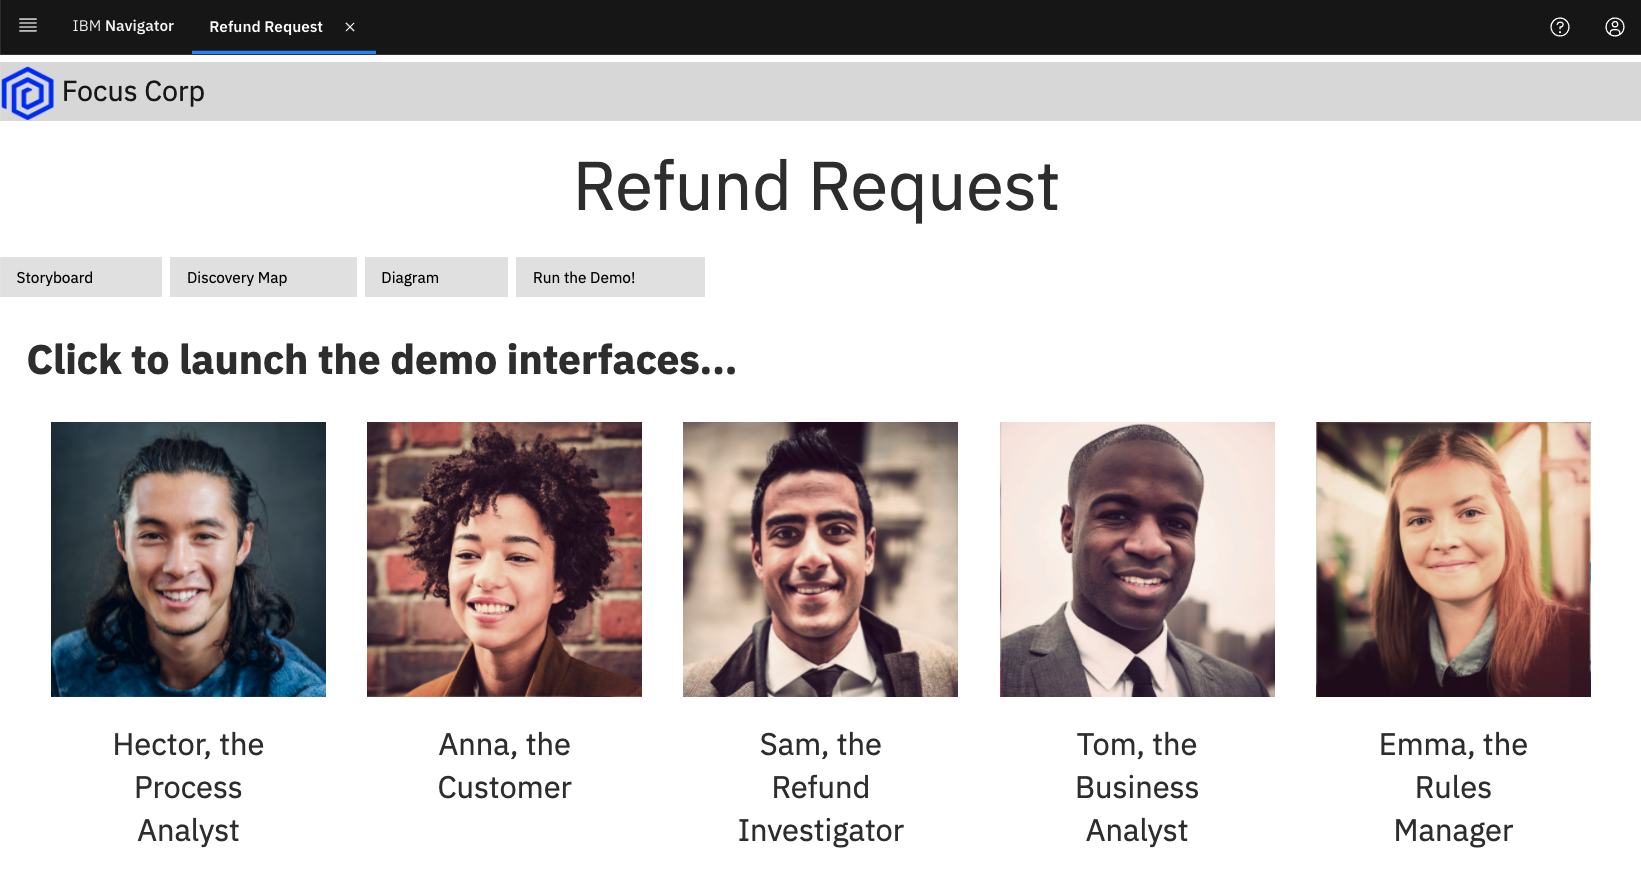 IBM Navigator
Refund Request
Focus Corp
Refund Request
Storyboard
Discovery Map
Diagram
Run the Demo!
Click to launch the demo interfaces...
Hector, the
Process
Analyst
Anna, the
Customer
Sam, the
Refund
Investigator
Tom, the
Business
Analyst
Emma, the
Rules
Manager